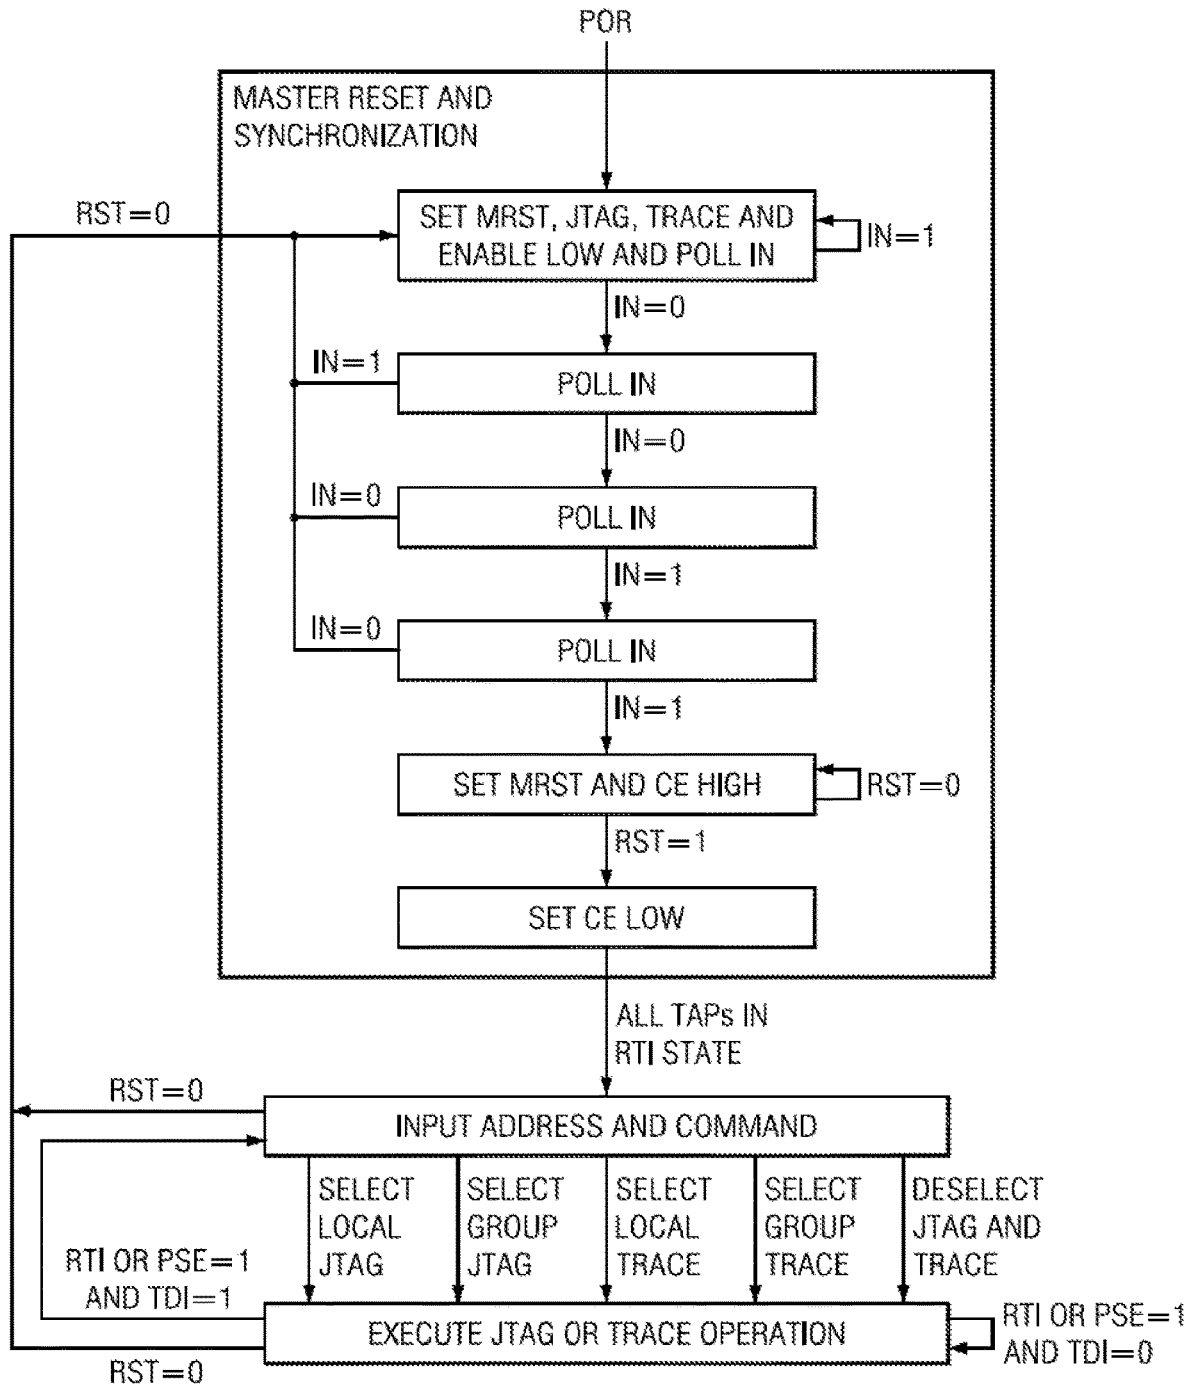 POR
MASTER RESET AND
SYNCHRONIZATION
RST=0
SET MRST, JTAG, TRACE AND
ENABLE LOW AND POLL IN
IN=1
IN=0
IN=1
POLL IN
IN=0
IN=0
POLL IN
IN=1
IN=0
POLL IN
IN=1
SET MRST AND CE HIGH
RST=0
RST=1
SET CE LOW
ALL TAPs IN
RTI STATE
RST=0
INPUT ADDRESS AND COMMAND
SELECT
LOCAL
JTAG
SELECT
GROUP
JTAG
SELECT
LOCAL
TRACE
SELECT
GROUP
TRACE
DESELECT
JTAG AND
TRACE
RTI OR PSE=1
AND TDI=1
EXECUTE JTAG OR TRACE OPERATION
RTI OR PSE=1
AND TDI=0
RST=0